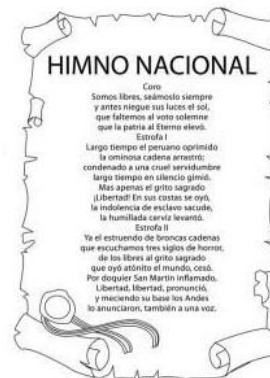 HIMNO NACIONAL
Coro
Somos libres, seámoslo siempre
y antes niegue sus luces el sol,
que faltemos al voto solemne
que la patria al Eterno elevó.
Estrofa I
Largo tiempo el peruano oprimido
la ominosa cadena arrastró;
condenado a una cruel servidumbre
largo tiempo en silencio gimió.
Mas apenas el grito sagrado
¡Libertad! En sus costas se oyó,
la indolencia de esclavo sacude,
la humillada cerviz levantó.
Estrofa II
Ya el estruendo de broncas cadenas
que escuchamos tres siglos de horror,
de los libres al grito sagrado
que oyó atónito el mundo, cesó.
Por doquier San Martín inflamado,
Libertad, libertad, pronunció,
y meciendo su base los Andes
lo anunciaron, también a una voz.